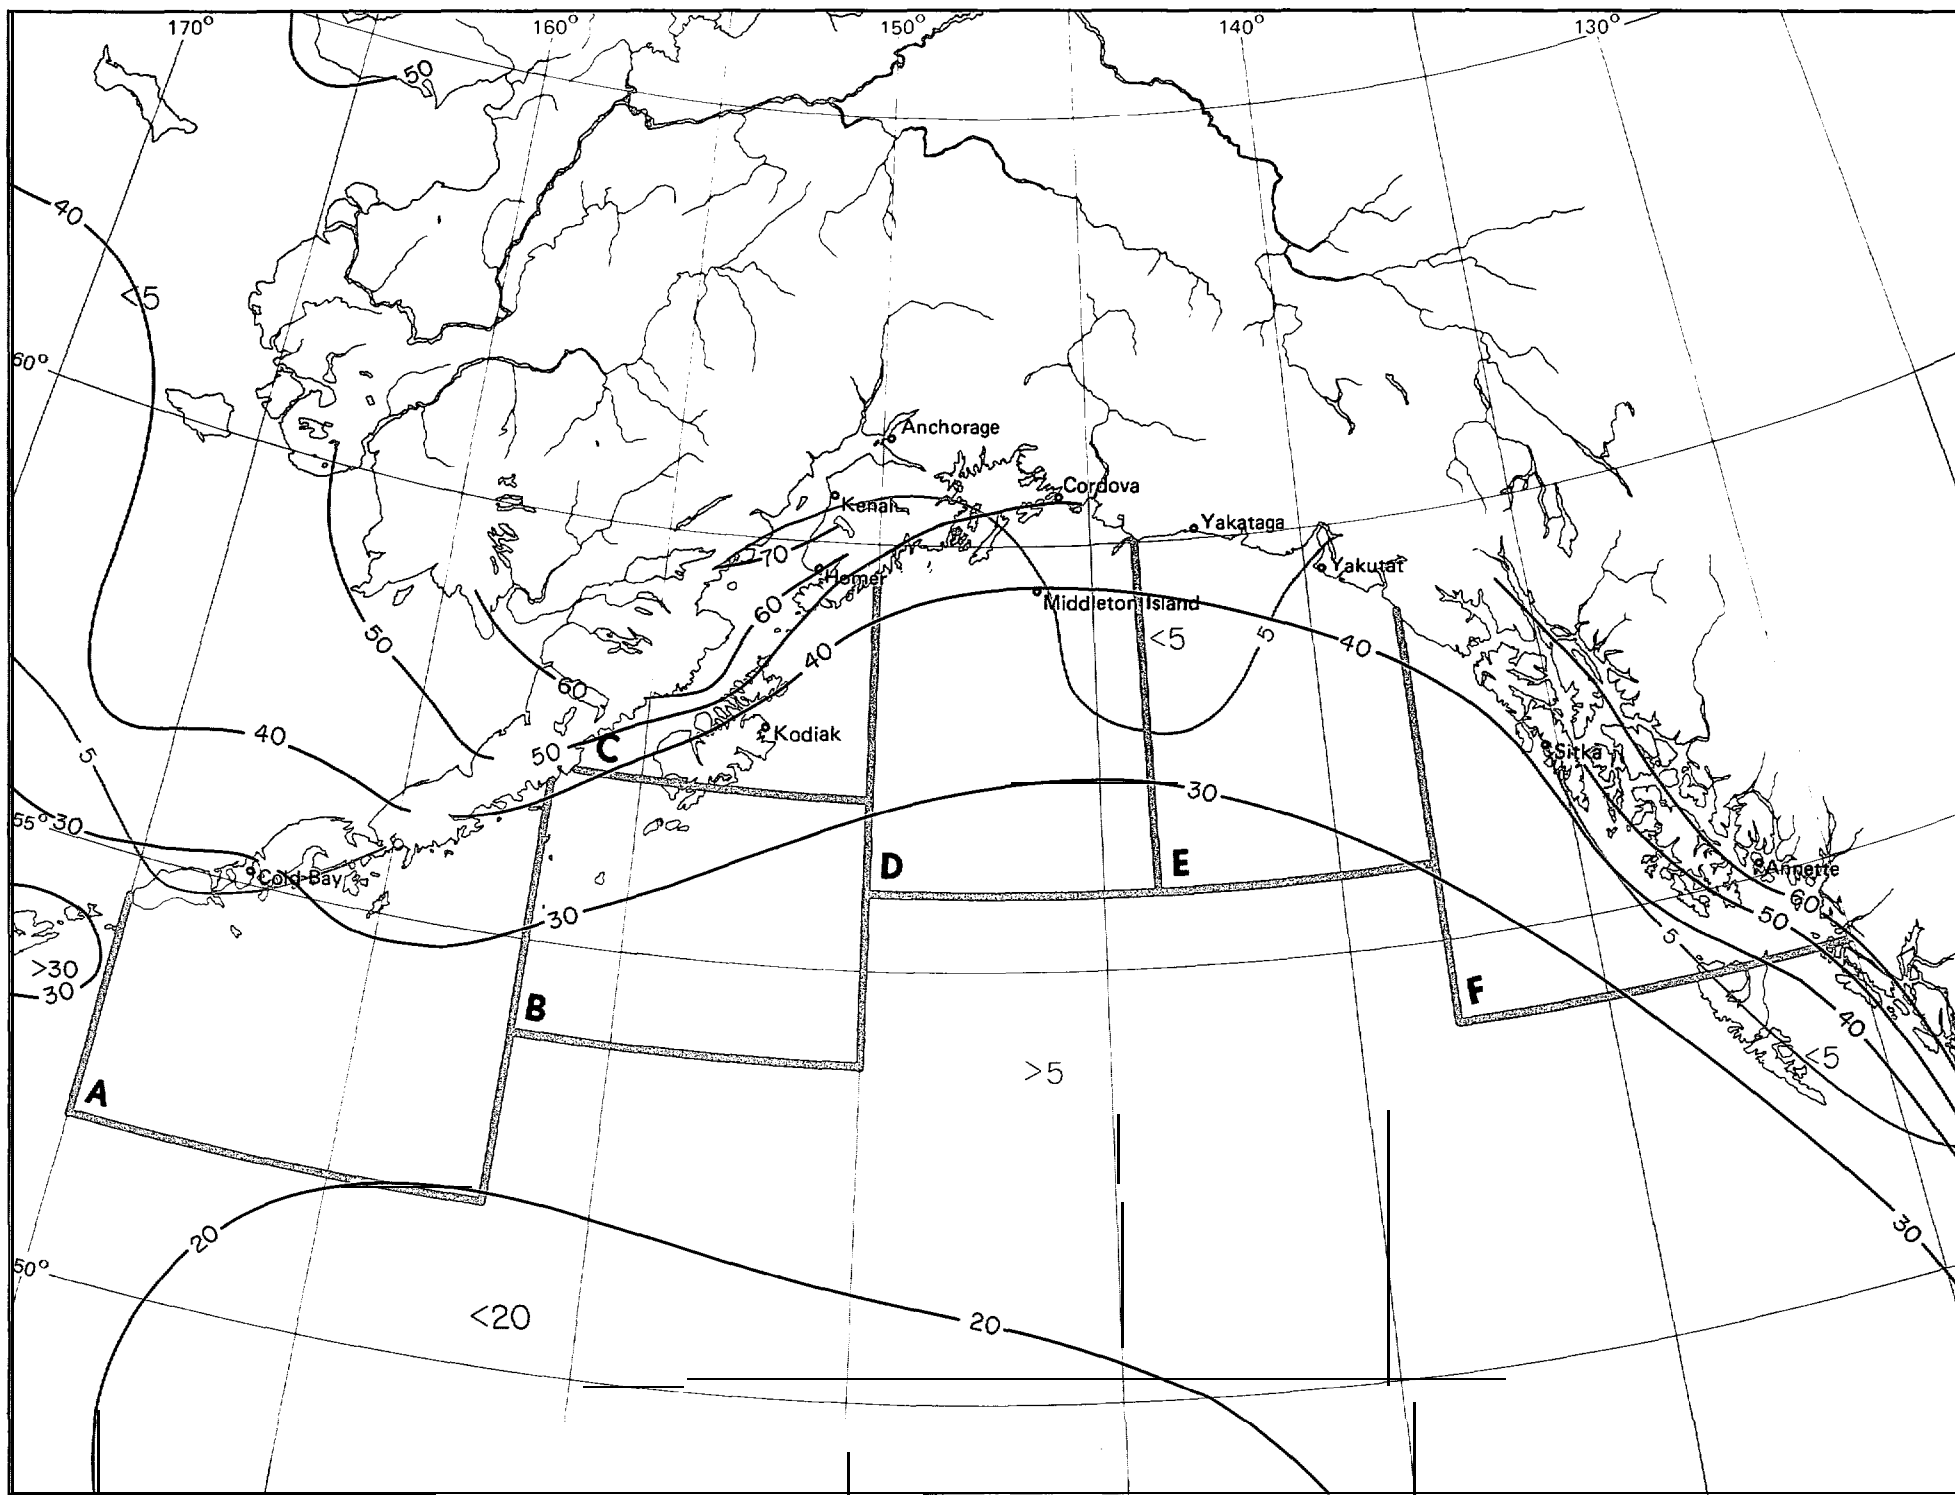 170°
160°
150°
140°
130°
50
40
<5
60°
Anchorage
Cordova
Kenai
Yakataga
70
Homer
Yakutat
60
Middleton Island
50
<5
5
40
40
60
Kodiak
40
50
C
Sitka
5
30
55°
30
Cold Bay
D
E
Annette
60
30
50
5
>30
30
B
F
40
<5
>5
A
20
30
50°
<20
20